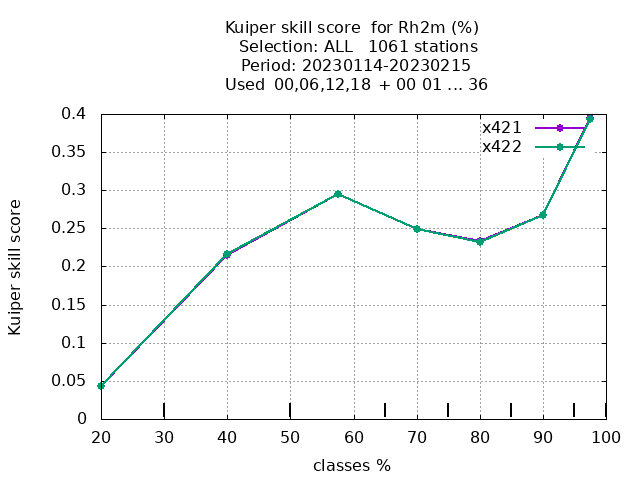 Kuiper skill score  for Rh2m (%)
Selection: ALL   1061 stations
Period: 20230114-20230215
Used  00,06,12,18  + 00 01 ... 36
x421
x422
0.4
0.35
0.3
0.25
0.2
0.15
0.1
0.05
0
Kuiper skill score
20 30 40 50 60 70 80 90 100
classes %